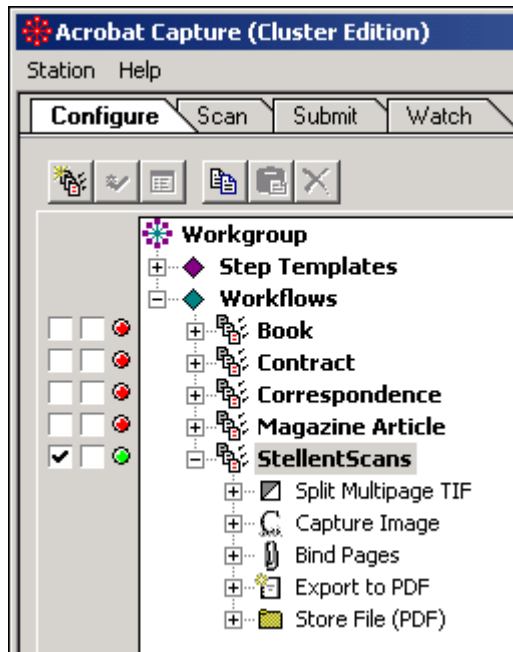 Acrobat Capture (Cluster Edition)
Station Help
Configure Scan Submit Watch
Workgroup
Step Templates
Workflows
Book
Contract
Correspondence
Magazine Article
StellentScans
Split Multipage TIF
Capture Image
Bind Pages
Export to PDF
Store File (PDF)